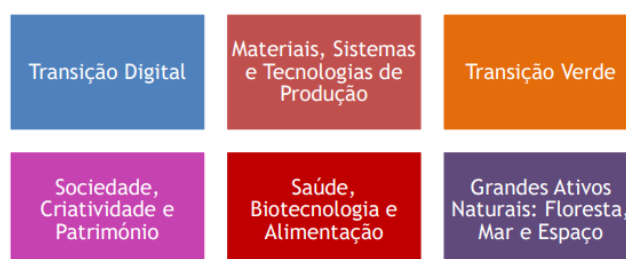 Transição Digital
Materiais, Sistemas
e Tecnologias de
Produção
Transição Verde
Sociedade,
Criatividade e
Património
Saúde,
Biotecnologia e
Alimentação
Grandes Ativos
Naturais: Floresta,
Mar e Espaço